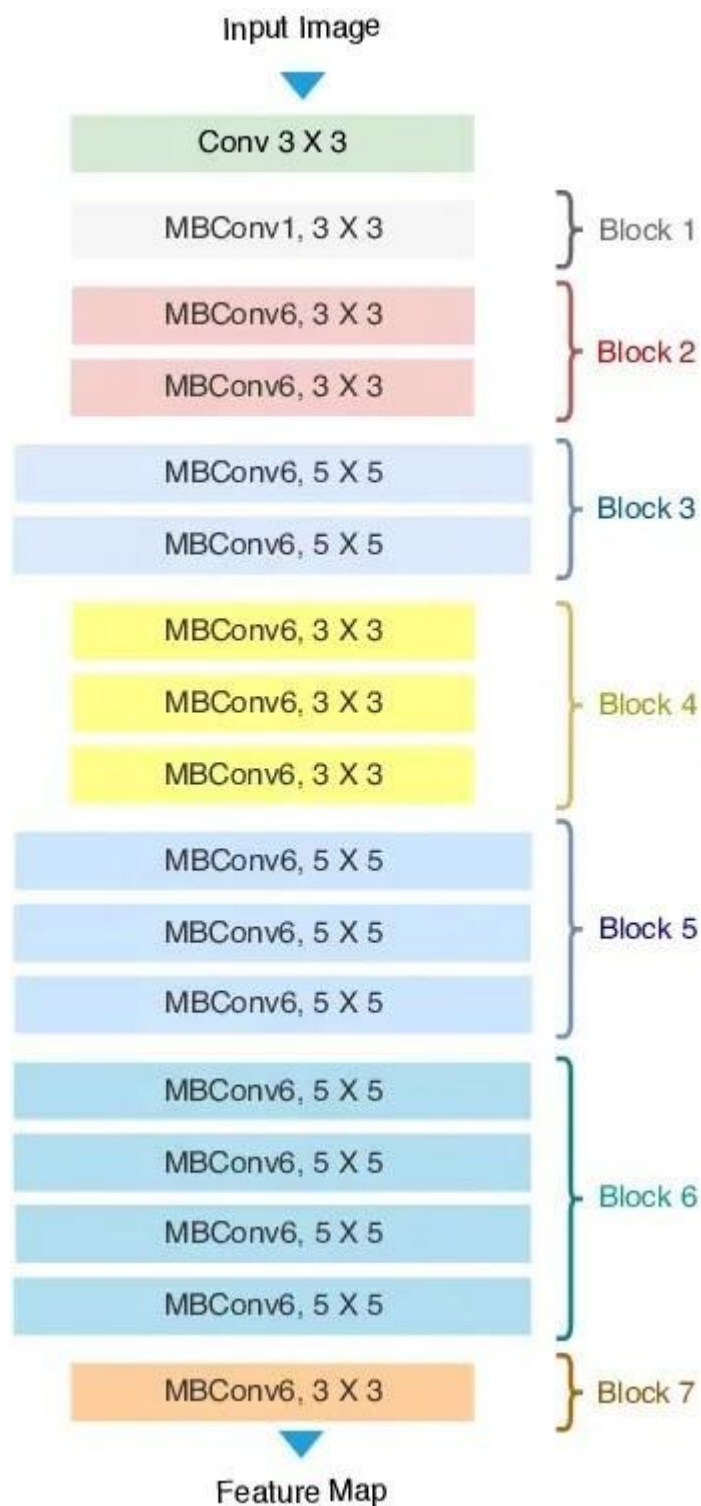 Input Image
Conv 3 X 3
MBConv1, 3 X 3
Block 1
MBConv6, 3 X 3
Block 2
MBConv6, 3 X 3
MBConv6, 5 X 5
Block 3
MBConv6, 5 X 5
MBConv6, 3 X 3
MBConv6, 3 X 3
Block 4
MBConv6, 3 X 3
MBConv6, 5 X 5
MBConv6, 5 X 5
Block 5
MBConv6, 5 X 5
MBConv6, 5 X 5
MBConv6, 5 X 5
Block 6
MBConv6, 5 X 5
MBConv6, 5 X 5
MBConv6, 3 X 3
Block 7
Feature Map